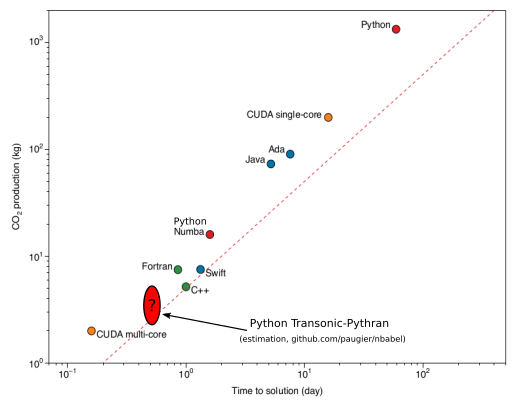 10³
10²
10¹
10⁰
CO₂ production (kg)
Python
CUDA single-core
Ada
Java
Python
Numba
Fortran
Swift
C++
?
CUDA multi-core
Python Transonic-Pythran
(estimation, github.com/paugier/nbabel)
10⁻¹
10⁰
10¹
10²
Time to solution (day)